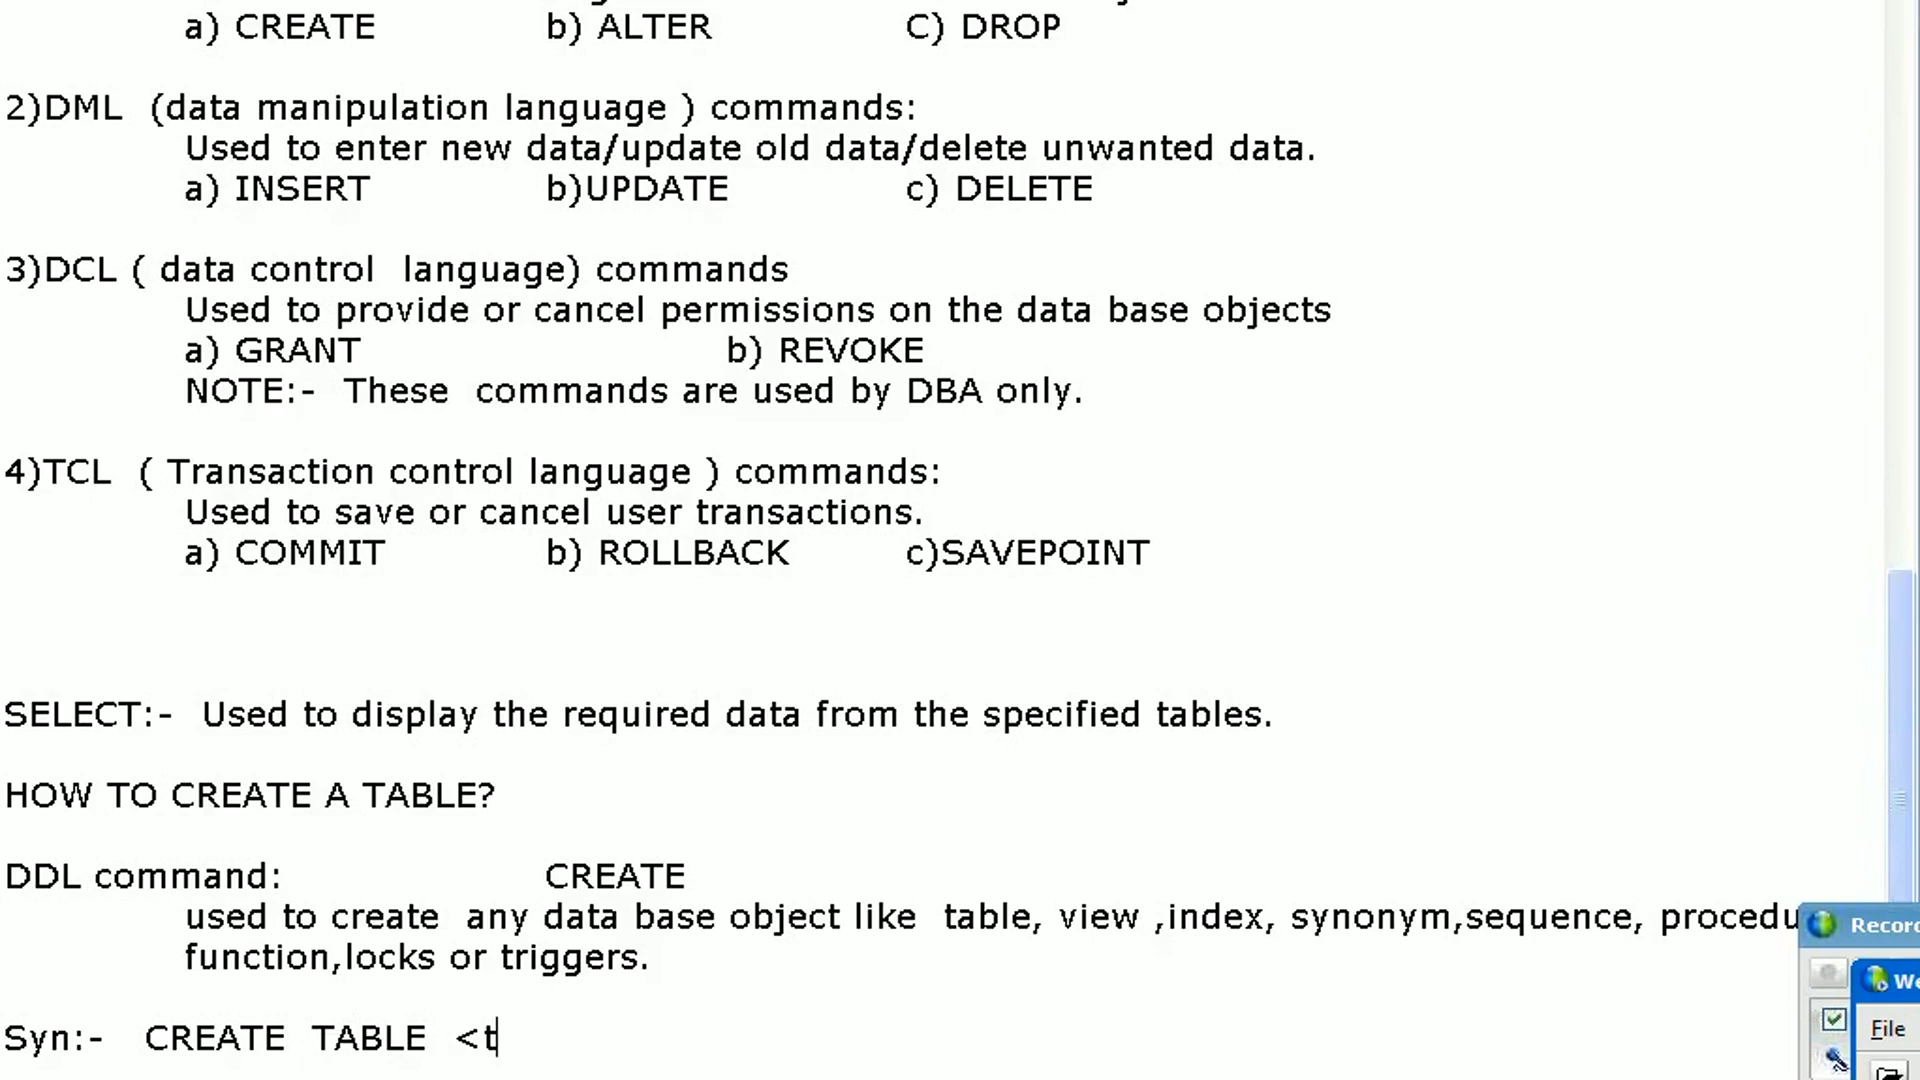 a) CREATE b) ALTER C) DROP
2)DML (data manipulation language ) commands:
Used to enter new data/update old data/delete unwanted data.
a) INSERT b)UPDATE c) DELETE
3)DCL ( data control language) commands
Used to provide or cancel permissions on the data base objects
a) GRANT b) REVOKE
NOTE:- These commands are used by DBA only.
4)TCL ( Transaction control language ) commands:
Used to save or cancel user transactions.
a) COMMIT b) ROLLBACK c)SAVEPOINT
SELECT:- Used to display the required data from the specified tables.
HOW TO CREATE A TABLE?
DDL command: CREATE
used to create any data base object like table, view ,index, synonym,sequence, procedu
function,locks or triggers.
Syn:- CREATE TABLE <t
Record
We
File